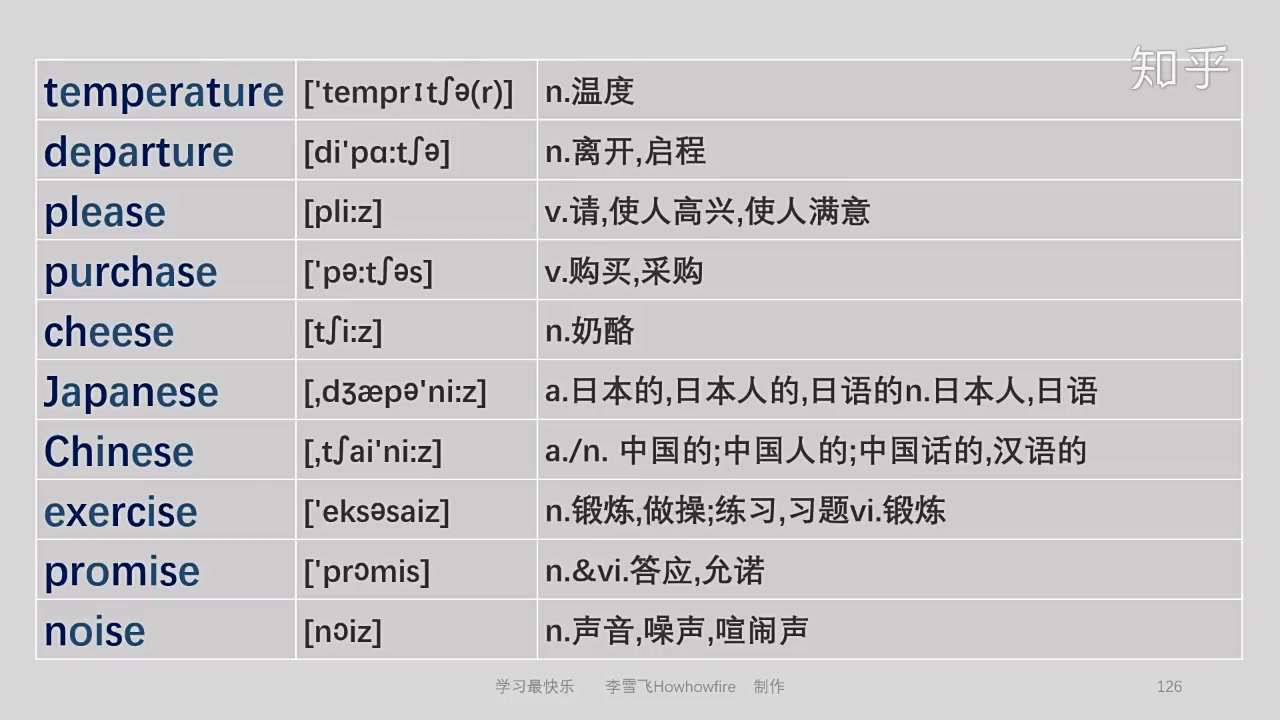 知乎
temperature ['temprɪtʃə(r)] n.温度
departure [di'pɑ:tʃə] n.离开,启程
please [pli:z] v.请,使人高兴,使人满意
purchase ['pə:tʃəs] v.购买,采购
cheese [tʃi:z] n.奶酪
Japanese [,dʒæpə'ni:z] a.日本的,日本人的,日语的n.日本人,日语
Chinese [,tʃai'ni:z] a./n. 中国的;中国人的;中国话的,汉语的
exercise ['eksəsaiz] n.锻炼,做操;练习,习题vi.锻炼
promise ['prɔmis] n.&vi.答应,允诺
noise [nɔiz] n.声音,噪声,喧闹声
学习最快乐 李雪飞Howhowfire 制作 126